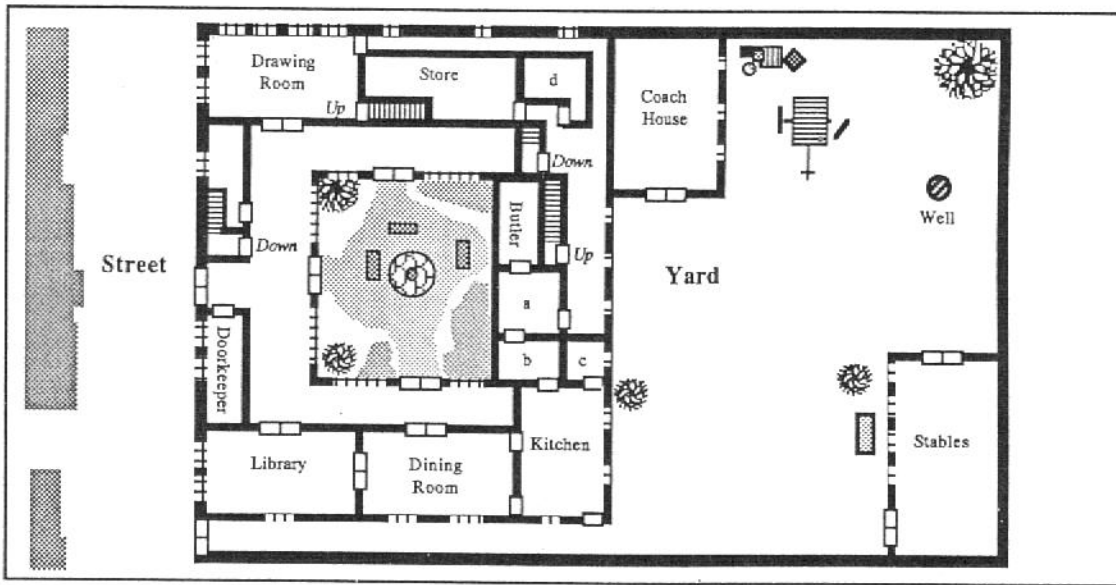 Drawing
Room
Store
d
Coach
House
Up
Down
Well
Butler
Up
Down
Street
Yard
a
Doorkeeper
b
c
Library
Dining
Room
Kitchen
Stables